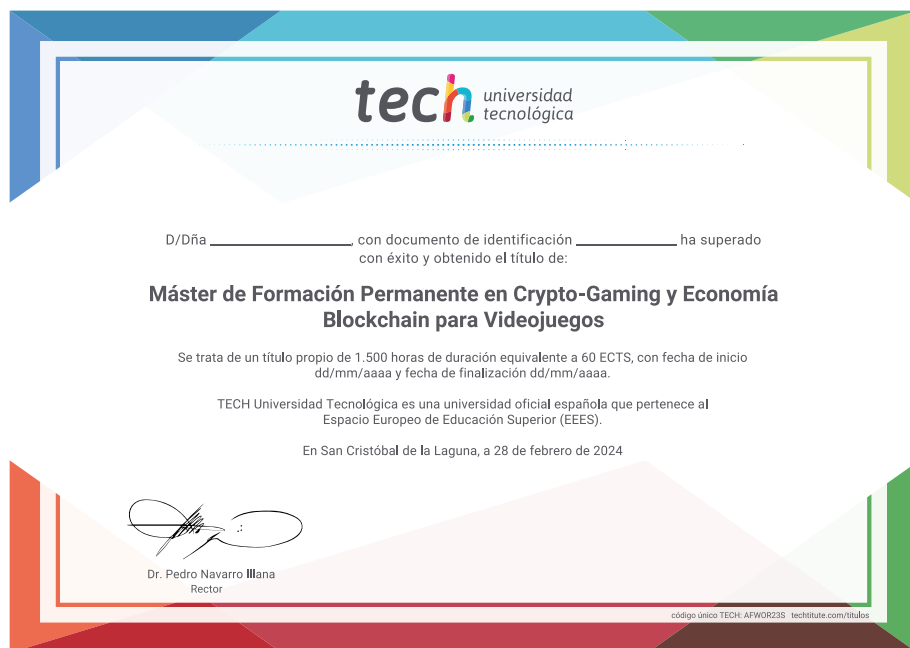 tech universidad
tecnológica
D/Dña ______________, con documento de identificación __________ ha superado
con éxito y obtenido el título de:
Máster de Formación Permanente en Crypto-Gaming y Economía
Blockchain para Videojuegos
Se trata de un título propio de 1.500 horas de duración equivalente a 60 ECTS, con fecha de inicio
dd/mm/aaaa y fecha de finalización dd/mm/aaaa.
TECH Universidad Tecnológica es una universidad oficial española que pertenece al
Espacio Europeo de Educación Superior (EEES).
En San Cristóbal de la Laguna, a 28 de febrero de 2024
Dr. Pedro Navarro Illana
Rector
código único TECH: AFWOR23S techtitute.com/titulos